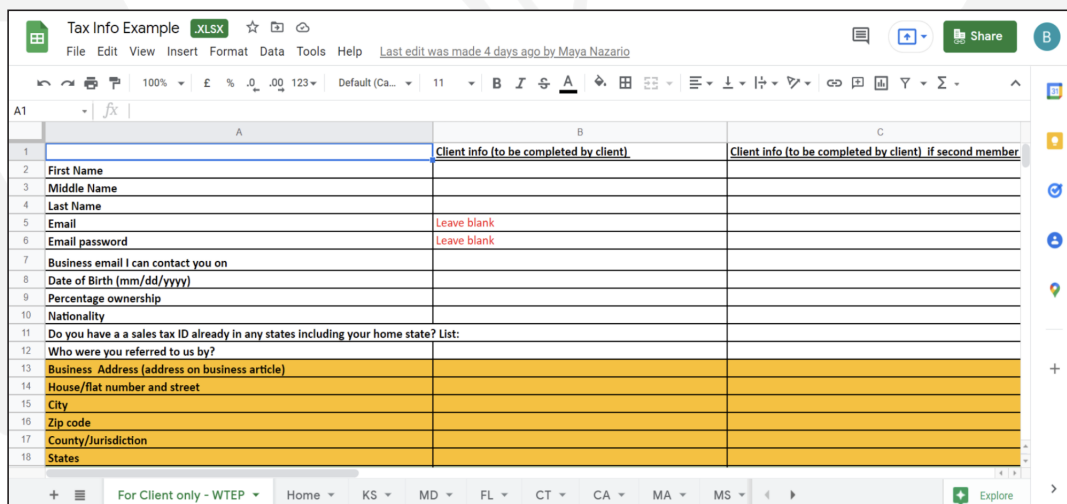 Tax Info Example .XLSX
File Edit View Insert Format Data Tools Help Last edit was made 4 days ago by Maya Nazario
Share
B
100% £ % .0 .00 123 Default (Ca... 11 B I S A Σ
31
A1 fx
A B C
1 Client info (to be completed by client) Client info (to be completed by client) if second member
2 First Name
3 Middle Name
4 Last Name
5 Email Leave blank
6 Email password Leave blank
7 Business email I can contact you on
8 Date of Birth (mm/dd/yyyy)
9 Percentage ownership
10 Nationality
11 Do you have a a sales tax ID already in any states including your home state? List:
12 Who were you referred to us by?
13 Business Address (address on business article)
14 House/flat number and street
15 City
16 Zip code
17 County/Jurisdiction
18 States
+ For Client only - WTEP Home KS MD FL CT CA MA MS Explore